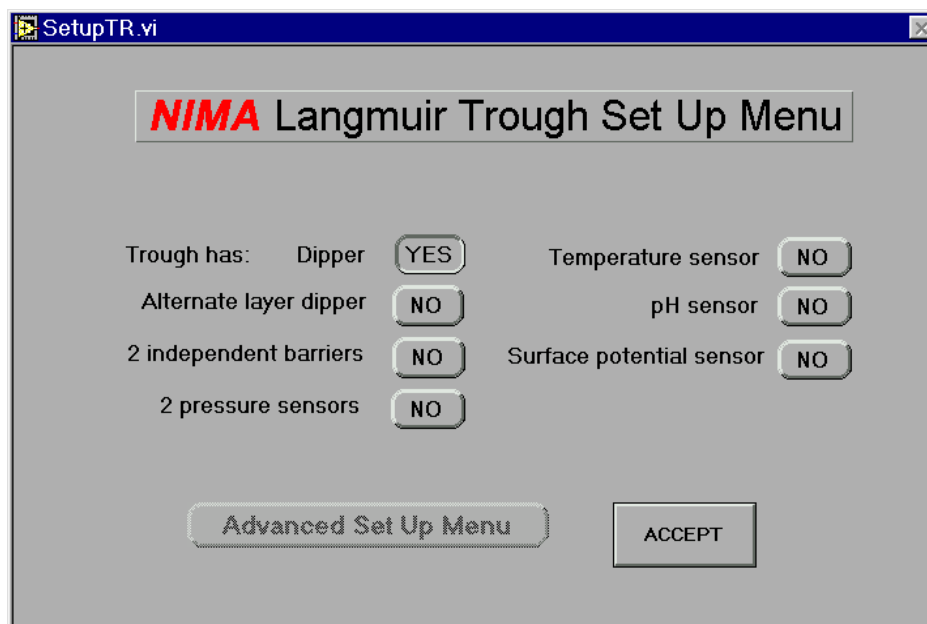 SetupTR.vi
NIMA Langmuir Trough Set Up Menu
Trough has: Dipper YES
Alternate layer dipper NO
2 independent barriers NO
2 pressure sensors NO
Temperature sensor NO
pH sensor NO
Surface potential sensor NO
Advanced Set Up Menu
ACCEPT